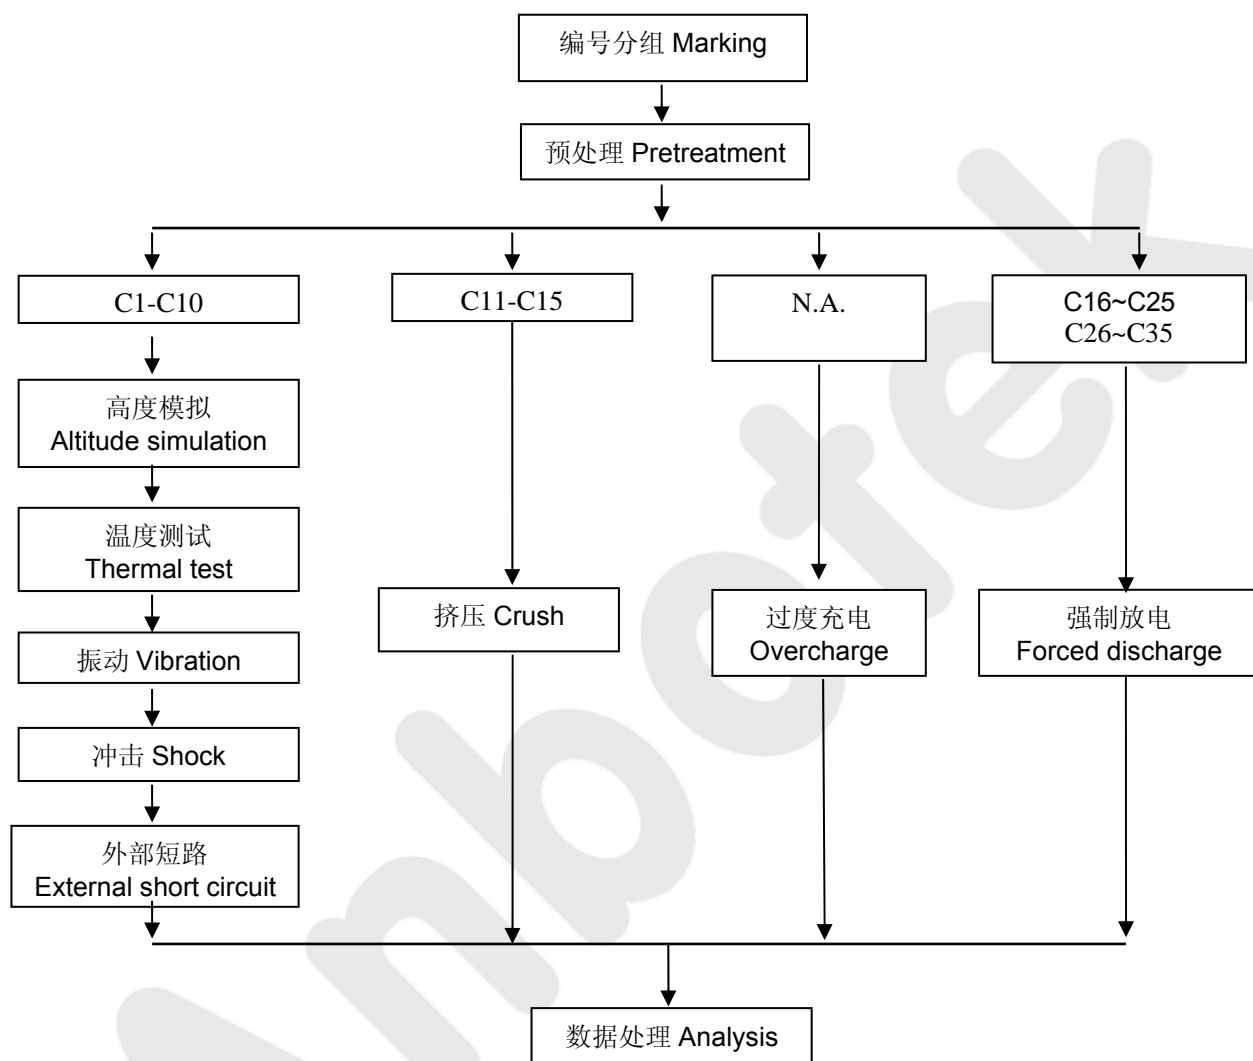 编号分组 Marking
预处理 Pretreatment
C1-C10
C11-C15
N.A.
C16~C25
C26~C35
高度模拟
Altitude simulation
温度测试
Thermal test
振动 Vibration
冲击 Shock
外部短路
External short circuit
挤压 Crush
过度充电
Overcharge
强制放电
Forced discharge
数据处理 Analysis
Anbotek